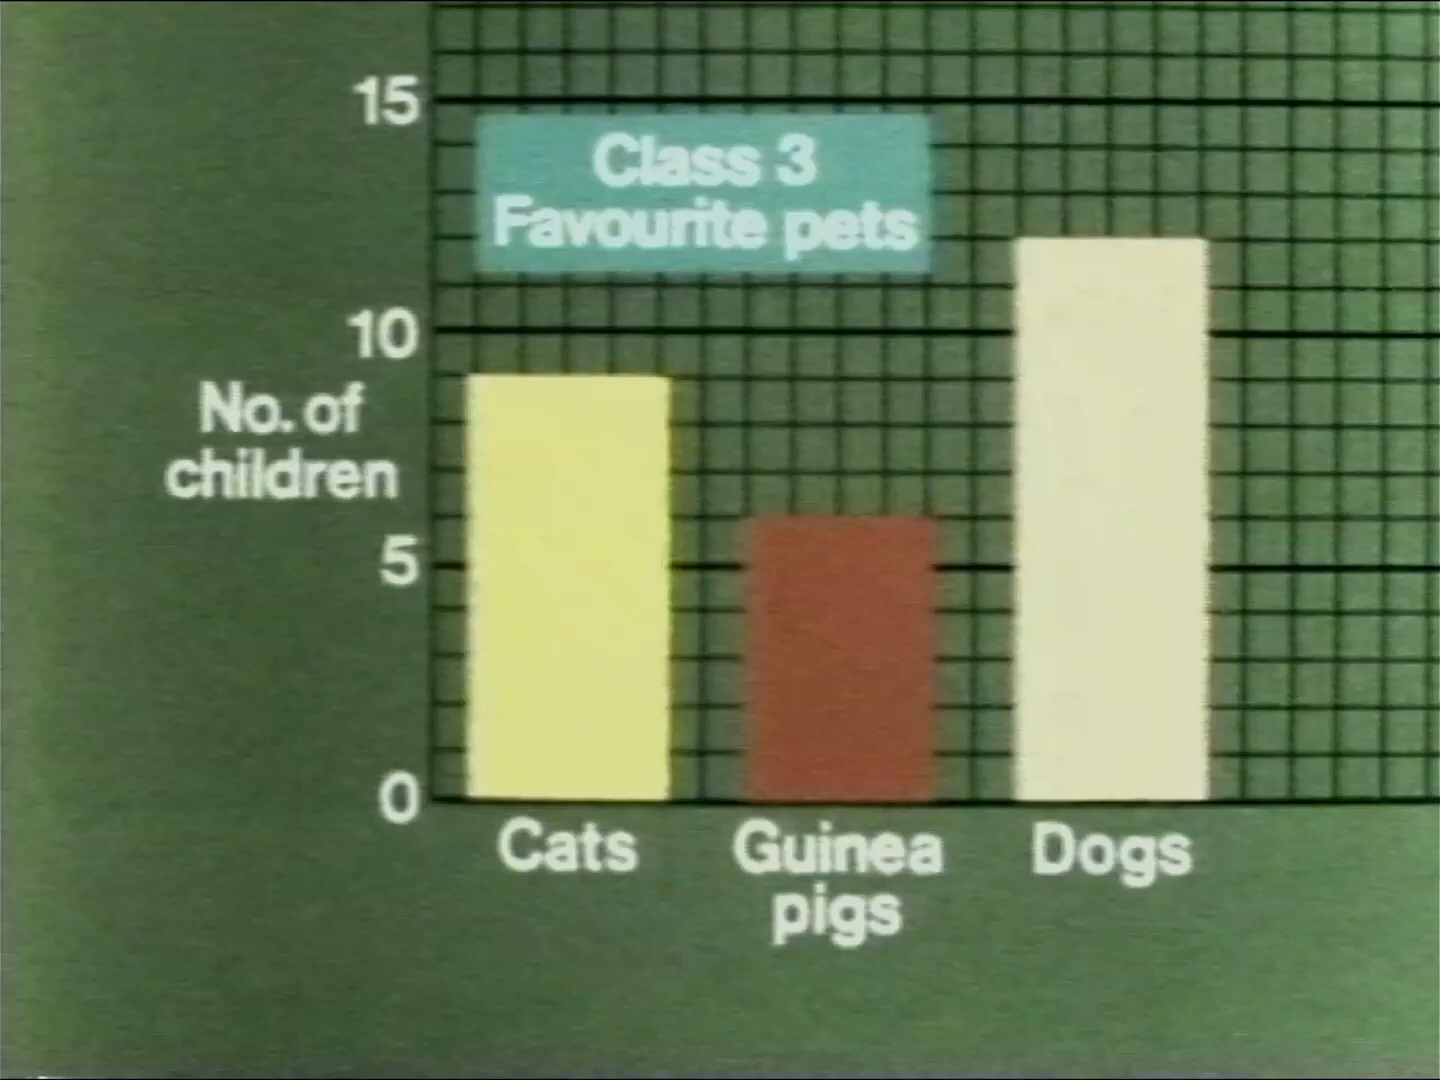 15
Class 3
Favourite pets
10
No. of
children
5
0
Cats
Guinea
pigs
Dogs